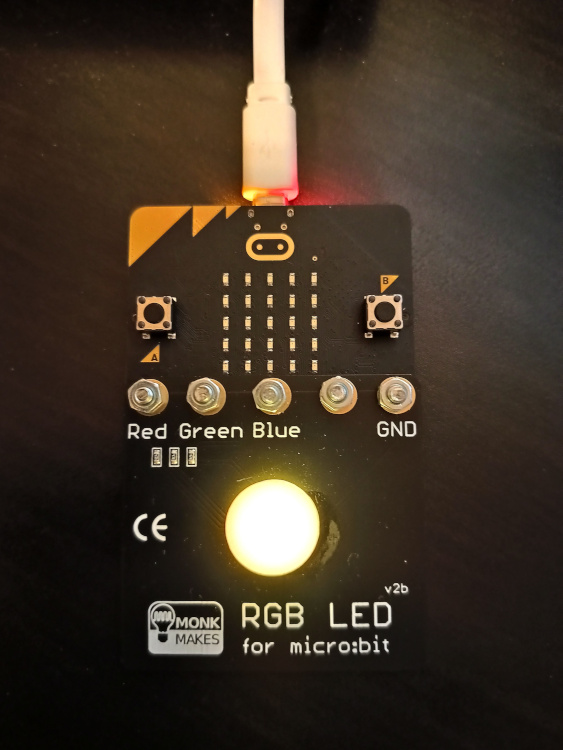 B
A
Red Green Blue GND
CE
v2b
MONK
MAKES
RGB LED
for micro:bit